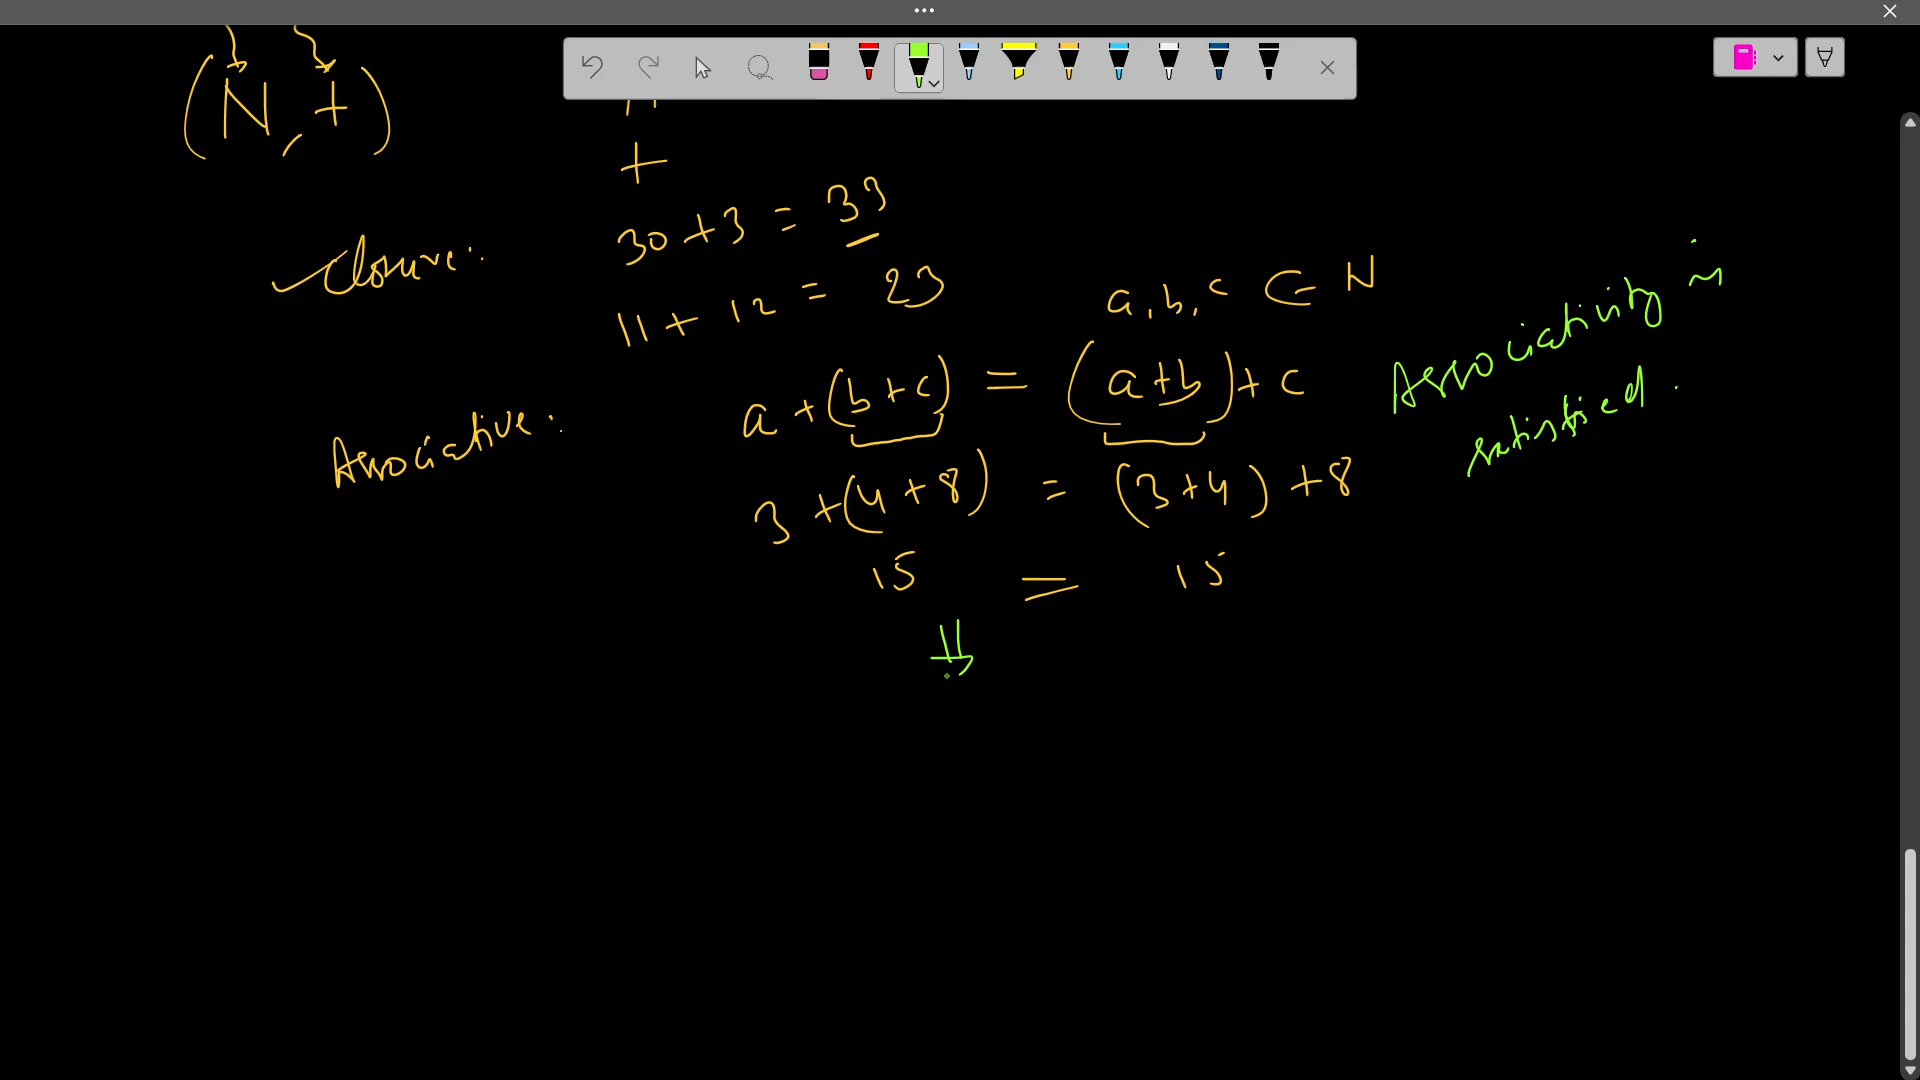 (N, +)
+
30 + 3 = 33
Closure:
11 + 12 = 23
a, b, c ∈ N
Associativity is
satisfied.
a + (b + c) = (a + b) + c
Associative:
3 + (4 + 8) = (3 + 4) + 8
15 = 15